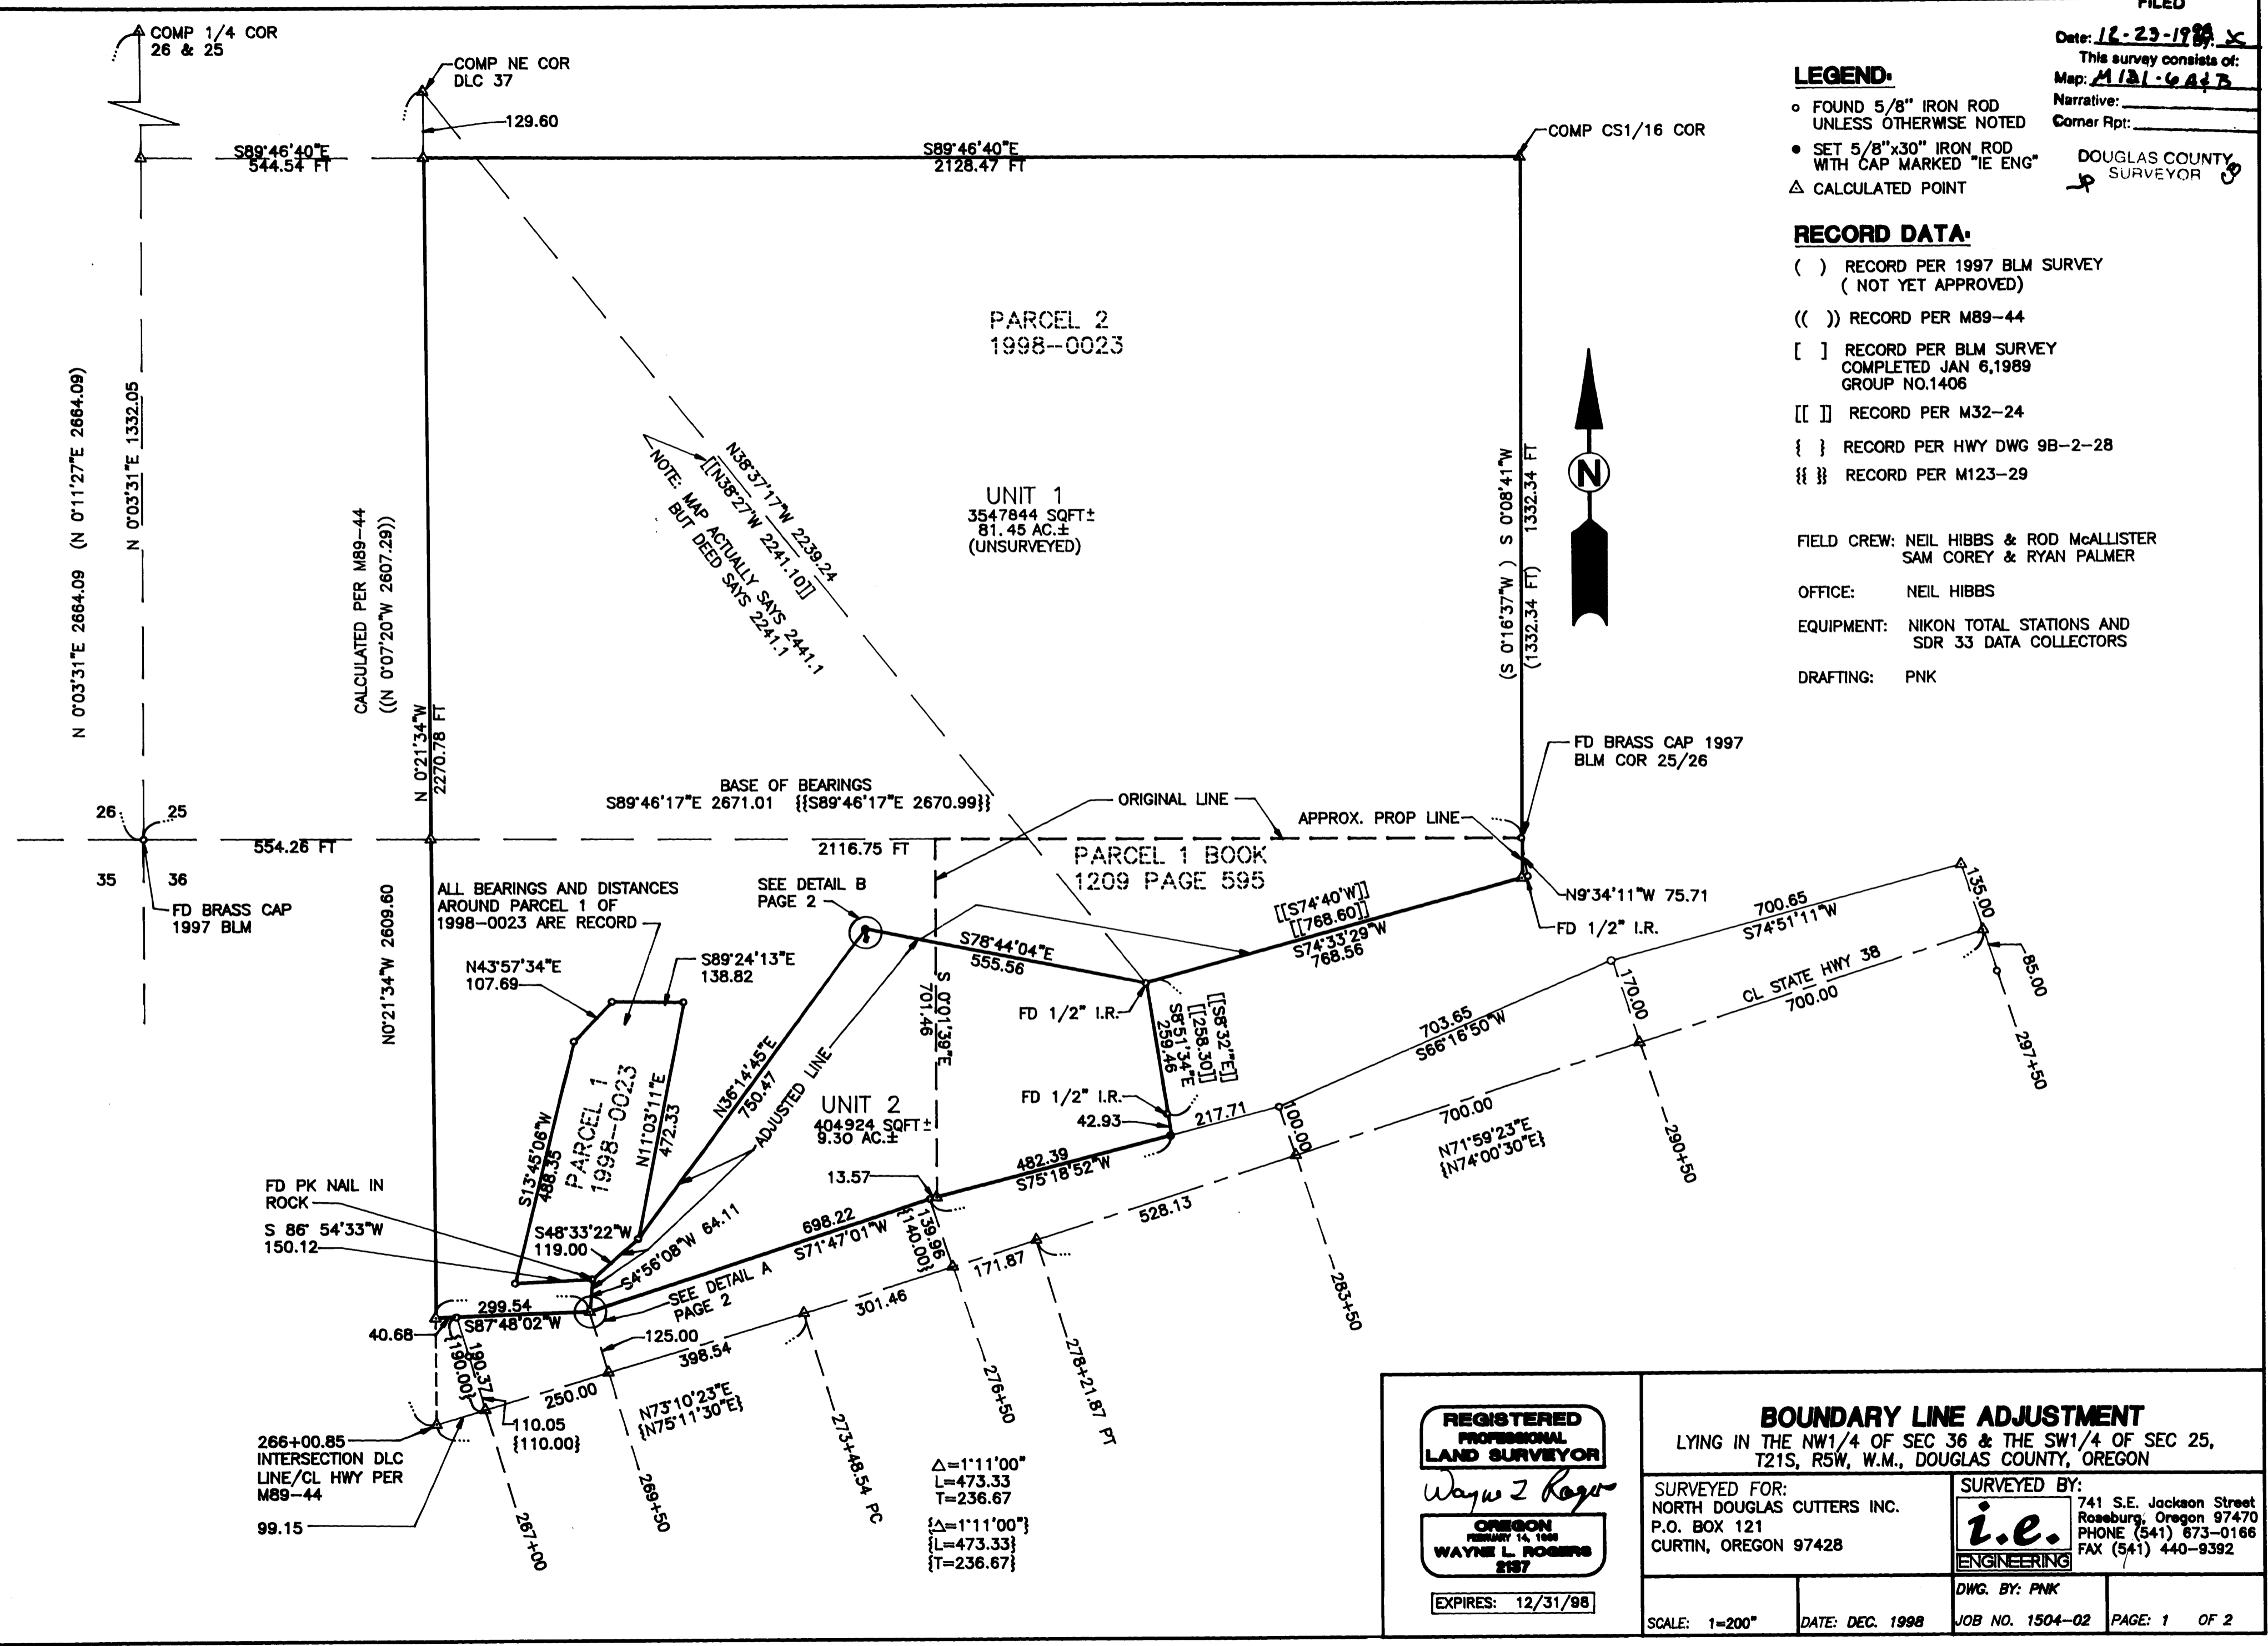 FILED
Date: 12-23-19
This survey consists of:
Map: M121-6 A&B
Narrative:
Corner Rpt:
DOUGLAS COUNTY
SURVEYOR
COMP 1/4 COR
26 & 25
COMP NE COR
DLC 37
129.60
S89°46'40"E
544.54 FT
S89°46'40"E
2128.47 FT
COMP CS1/16 COR
LEGEND:
FOUND 5/8" IRON ROD
UNLESS OTHERWISE NOTED
SET 5/8"x30" IRON ROD
WITH CAP MARKED "IE ENG"
△ CALCULATED POINT
RECORD DATA:
( ) RECORD PER 1997 BLM SURVEY
( NOT YET APPROVED)
(( )) RECORD PER M89-44
[ ] RECORD PER BLM SURVEY
COMPLETED JAN 6,1989
GROUP NO.1406
[[ ]] RECORD PER M32-24
{ } RECORD PER HWY DWG 9B-2-28
{{ }} RECORD PER M123-29
FIELD CREW: NEIL HIBBS & ROD McALLISTER
SAM COREY & RYAN PALMER
OFFICE: NEIL HIBBS
EQUIPMENT: NIKON TOTAL STATIONS AND
SDR 33 DATA COLLECTORS
DRAFTING: PNK
N
PARCEL 2
1998-0023
UNIT 1
3547844 SQFT±
81.45 AC.±
(UNSURVEYED)
N 0°03'31"E 2664.09 (N 0°11'27"E 2664.09)
N 0°03'31"E 1332.05
CALCULATED PER M89-44
((N 0°07'20"W 2607.29))
N 0°21'34"W
2270.78 FT
N38°37'17"W 2239.24
[[N38°27'W 2241.10]]
NOTE: MAP ACTUALLY SAYS 2441.1
BUT DEED SAYS 2241.1
(S 0°16'37"W ) S 0°08'41"W
(1332.34 FT) 1332.34 FT
FD BRASS CAP 1997
BLM COR 25/26
BASE OF BEARINGS
S89°46'17"E 2671.01 {{S89°46'17"E 2670.99}}
ORIGINAL LINE
APPROX. PROP LINE
26
25
35
36
554.26 FT
2116.75 FT
FD BRASS CAP
1997 BLM
N0°21'34"W 2609.60
ALL BEARINGS AND DISTANCES
AROUND PARCEL 1 OF
1998-0023 ARE RECORD
SEE DETAIL B
PAGE 2
PARCEL 1 BOOK
1209 PAGE 595
N9°34'11"W 75.71
FD 1/2" I.R.
[[S74°40'W]]
[[768.60]]
S74°33'29"W
768.56
700.65
S74°51'11"W
135.00
85.00
297+50
N43°57'34"E
107.69
S89°24'13"E
138.82
S78°44'04"E
555.56
S 0°01'39"E
701.46
FD 1/2" I.R.
[[S8°32'E]]
[[258.30]]
S8°51'34"E
259.46
CL STATE HWY 38
700.00
170.00
290+50
703.65
S66°16'50"W
700.00
N71°59'23"E
{N74°00'30"E}
FD 1/2" I.R.
42.93
217.71
100.00
283+50
528.13
N36°14'45"E
750.47
ADJUSTED LINE
UNIT 2
404924 SQFT±
9.30 AC.±
PARCEL 1
1998-0023
S13°45'06"W
488.35
N11°03'11"E
472.33
13.57
482.39
S75°18'52"W
FD PK NAIL IN
ROCK
S 86° 54'33"W
150.12
S48°33'22"W
119.00
S4°56'08"W 64.11
698.22
S71°47'01"W
139.96
{140.00}
SEE DETAIL A
PAGE 2
299.54
S87°48'02"W
40.68
190.37
{190.00}
125.00
398.54
301.46
171.87
276+50
278+21.87 PT
250.00
N73°10'23"E
{N75°11'30"E}
110.05
{110.00}
266+00.85
INTERSECTION DLC
LINE/CL HWY PER
M89-44
99.15
267+00
269+50
273+48.54 PC
△=1°11'00"
L=473.33
T=236.67
{△=1°11'00"}
{L=473.33}
{T=236.67}
REGISTERED
PROFESSIONAL
LAND SURVEYOR
Wayne L Rogers
OREGON
WAYNE L. ROGERS
2137
EXPIRES: 12/31/98
BOUNDARY LINE ADJUSTMENT
LYING IN THE NW1/4 OF SEC 36 & THE SW1/4 OF SEC 25,
T21S, R5W, W.M., DOUGLAS COUNTY, OREGON
SURVEYED FOR:
NORTH DOUGLAS CUTTERS INC.
P.O. BOX 121
CURTIN, OREGON 97428
SURVEYED BY:
i.e.
ENGINEERING
741 S.E. Jackson Street
Roseburg, Oregon 97470
PHONE (541) 673-0166
FAX (541) 440-9392
SCALE: 1=200"
DATE: DEC. 1998
DWG. BY: PNK
JOB NO. 1504-02
PAGE: 1 OF 2